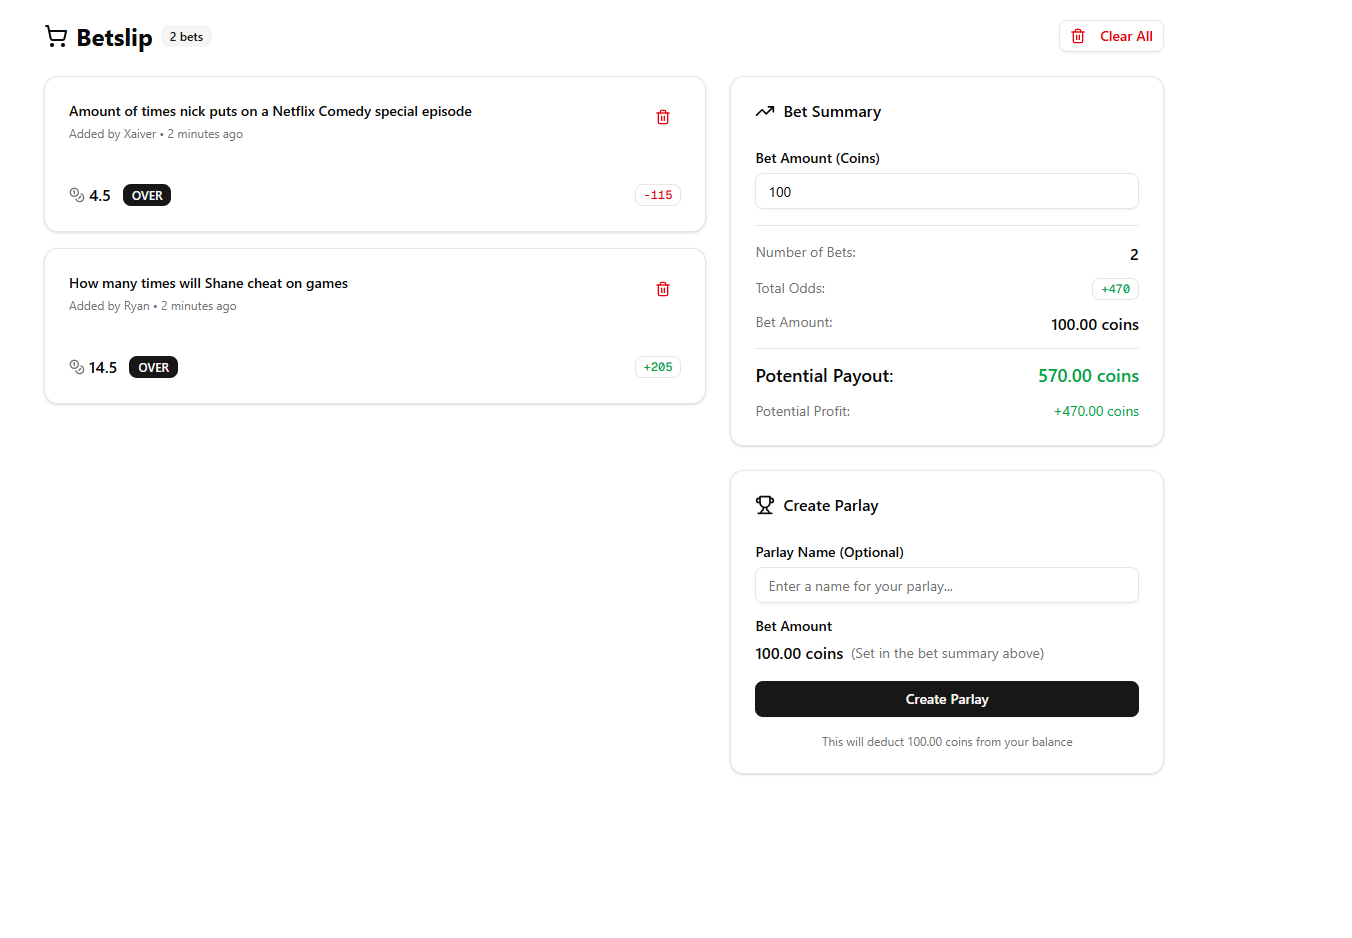 Betslip 2 bets
Clear All
Amount of times nick puts on a Netflix Comedy special episode
Added by Xaiver • 2 minutes ago
4.5 OVER -115
How many times will Shane cheat on games
Added by Ryan • 2 minutes ago
14.5 OVER +205
Bet Summary
Bet Amount (Coins)
100
Number of Bets: 2
Total Odds: +470
Bet Amount: 100.00 coins
Potential Payout: 570.00 coins
Potential Profit: +470.00 coins
Create Parlay
Parlay Name (Optional)
Enter a name for your parlay...
Bet Amount
100.00 coins (Set in the bet summary above)
Create Parlay
This will deduct 100.00 coins from your balance